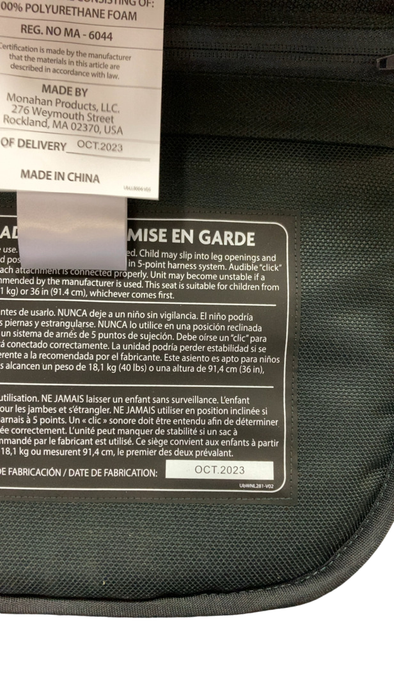 CONSISTING OF:
00% POLYURETHANE FOAM
REG. NO MA - 6044
Certification is made by the manufacturer
that the materials in this article are
described in accordance with law.
MADE BY
Monahan Products, LLC.
276 Weymouth Street
Rockland, MA 02370, USA
OF DELIVERY OCT.2023
MADE IN CHINA
MISE EN GARDE
use. ed. Child may slip into leg openings and
d pos in 5-point harness system. Audible "click"
ach attachment is connected properly. Unit may become unstable if a
mmended by the manufacturer is used. This seat is suitable for children from
1 kg) or 36 in (91.4 cm), whichever comes first.
ntes de usarlo. NUNCA deje a un niño sin vigilancia. El niño podría
s piernas y estrangularse. NUNCA lo utilice en una posición reclinada
un sistema de arnés de 5 puntos de sujeción. Debe oírse un "clic" para
á conectado correctamente. La unidad podría perder estabilidad si se
erente a la recomendada por el fabricante. Este asiento es apto para niños
s alcancen un peso de 18,1 kg (40 lbs) o una altura de 91,4 cm (36 in),
utilisation. NE JAMAIS laisser un enfant sans surveillance. L'enfant
our les jambes et s'étrangler. NE JAMAIS utiliser en position inclinée si
arnais à 5 points. Un « clic » sonore doit être entendu afin de déterminer
ée correctement. L'unité peut manquer de stabilité si un sac à
mmandé par le fabricant est utilisé. Ce siège convient aux enfants à partir
18,1 kg ou mesurent 91,4 cm, le premier des deux prévalant.
DE FABRICACIÓN / DATE DE FABRICATION: OCT.2023